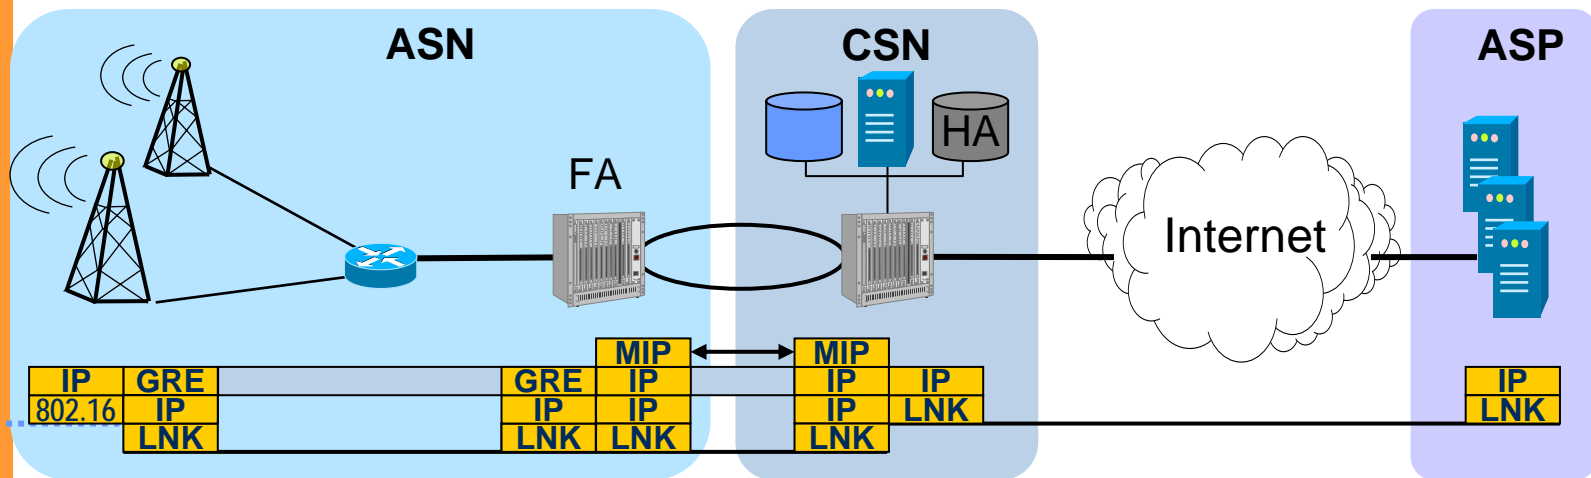 ASN
CSN
ASP
HA
FA
Internet
MIP MIP
IP GRE GRE IP IP IP IP
802.16 IP IP IP IP LNK LNK
LNK LNK LNK LNK